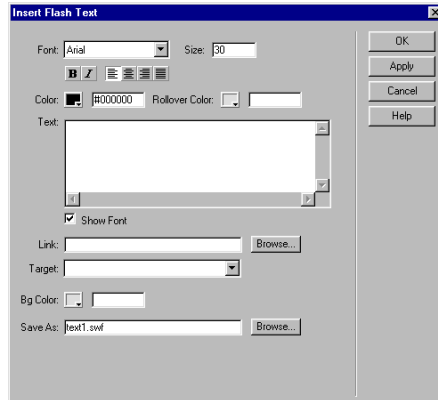 Insert Flash Text
Font: Arial Size: 30 OK
B I Apply
Color: #000000 Rollover Color: Cancel
Text: Help
Show Font
Link: Browse...
Target:
Bg Color:
Save As: text1.swf Browse...